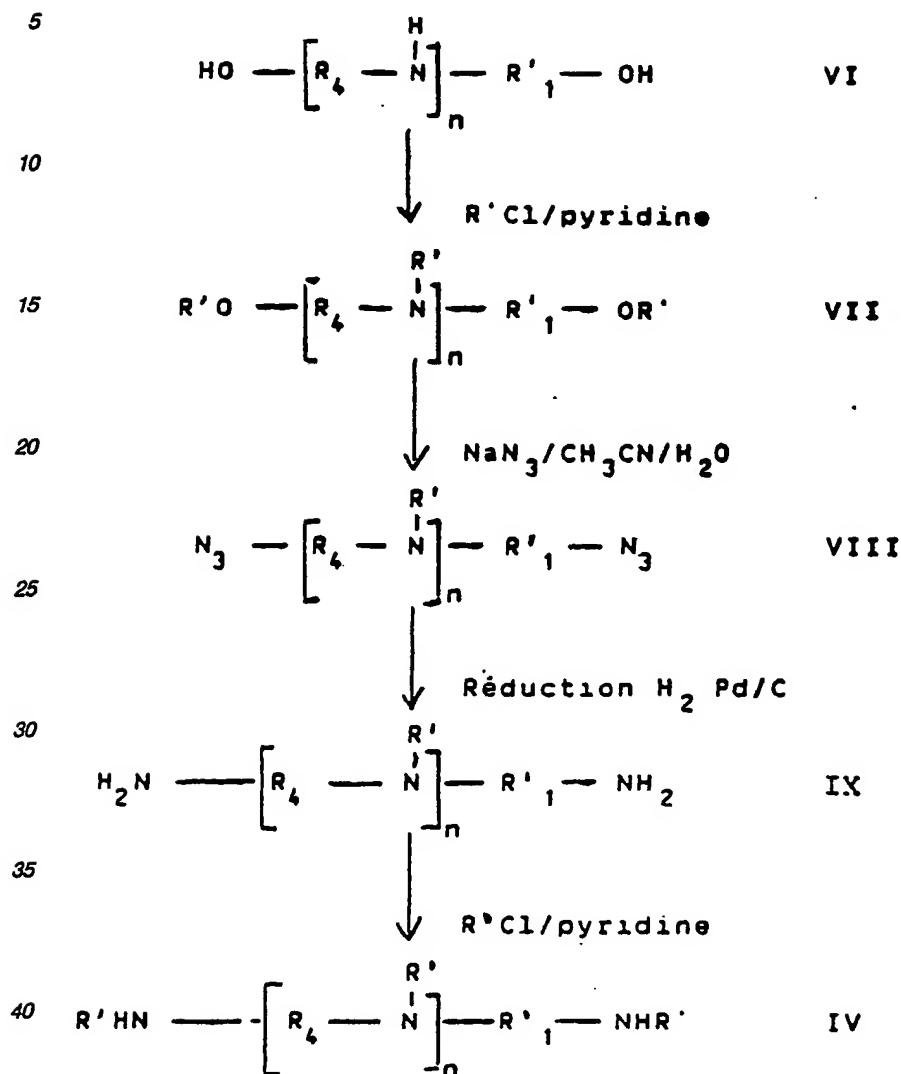 5
H
HO — [R₄ — N]n — R'₁ — OH VI
10
R'Cl/pyridine
R'
15 R'O — [R₄ — N]n — R'₁ — OR' VII
20
NaN₃/CH₃CN/H₂O
R'
N₃ — [R₄ — N]n — R'₁ — N₃ VIII
25
Réduction H₂ Pd/C
30
R'
H₂N — [R₄ — N]n — R'₁ — NH₂ IX
35
R'Cl/pyridine
R'
40 R'HN — [R₄ — N]n — R'₁ — NHR' IV